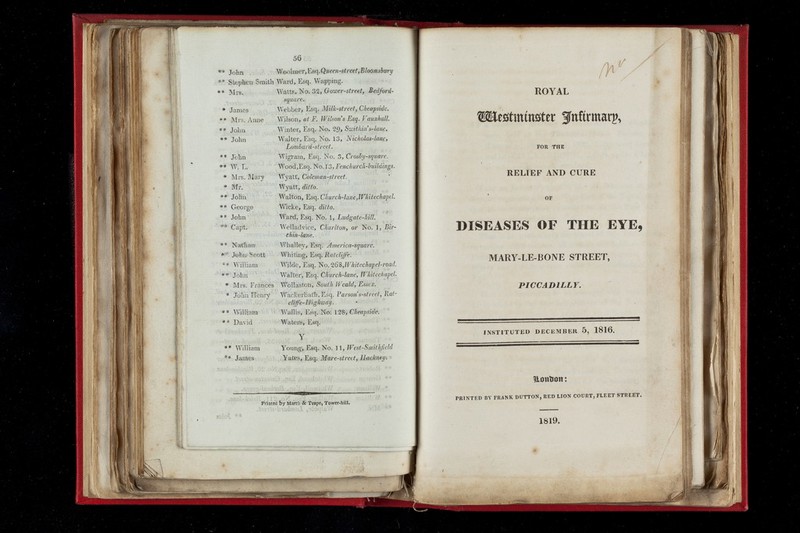 56
** John Woolmer, Esq. Queen-street, Bloomsbury
** Stephen Smith Ward, Esq. Wapping.
** Mrs. Watts, No. 32, Gower-street, Bedford-
square.
* James Webber, Esq. Milk-street, Cheapside.
** Mrs. Anne Wilson, at F. Wilson's Esq. Vauxhall.
** John Winter, Esq. No. 29, Swithin's-lane.
** John Walter, Esq. No. 13, Nicholas-lane,
Lombard-street.
** John Wigram, Esq. No. 3, Crosby-square.
** W. L. Wood, Esq. No. 13, Fenchurch-buildings.
* Mrs. Mary Wyatt, Coleman-street.
* Mr. Wyatt, ditto.
** John Walton, Esq. Church-lane, Whitechapel.
** George Wicke, Esq. ditto.
** John Ward, Esq. No. 1, Ludgate-hill.
** Capt. Welladvice, Charlton, or No. 1, Bir-
chin-lane.
** Nathan Whalley, Esq. America-square.
** John Scott Whiting, Esq. Ratcliffe.
** William Wilde, Esq. No. 268, Whitechapel-road.
** John Walter, Esq. Church-lane, Whitechapel.
* Mrs. Frances Wollaston, South Weald, Essex.
* John Henry Wackerbarth, Esq. Parson's-street, Rat-
cliffe-Highway.
** William Wallis, Esq. No. 128, Cheapside.
** David Waters, Esq.
Y
** William Young, Esq. No. 11, West-Smithfield
** James Yates, Esq. Mare-street, Hackney.
Printed by Marci & Teape, Tower-hill.
ROYAL
Westminster Infirmary,
FOR THE
RELIEF AND CURE
OF
DISEASES OF THE EYE,
MARY-LE-BONE STREET,
PICCADILLY.
INSTITUTED DECEMBER 5, 1816.
London:
PRINTED BY FRANK DUTTON, RED LION COURT, FLEET STREET.
1819.